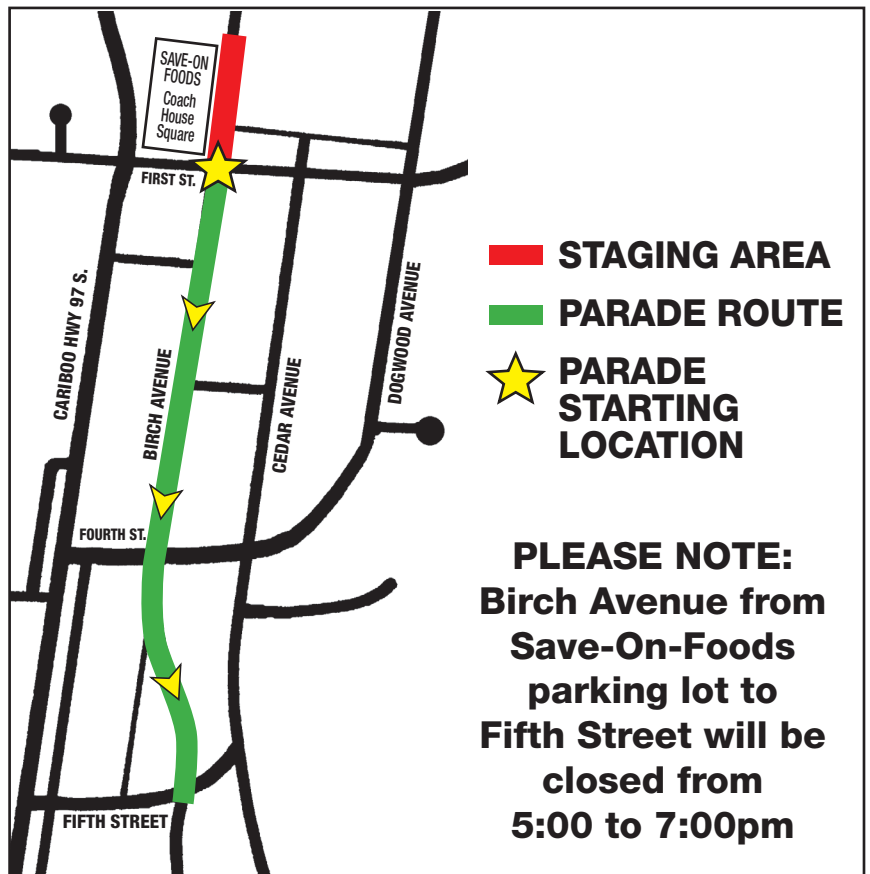 SAVE-ON
FOODS
Coach
House
Square
FIRST ST.
CARIBOO HWY 97 S.
BIRCH AVENUE
CEDAR AVENUE
DOGWOOD AVENUE
FOURTH ST.
FIFTH STREET
STAGING AREA
PARADE ROUTE
PARADE
STARTING
LOCATION
PLEASE NOTE:
Birch Avenue from
Save-On-Foods
parking lot to
Fifth Street will be
closed from
5:00 to 7:00pm